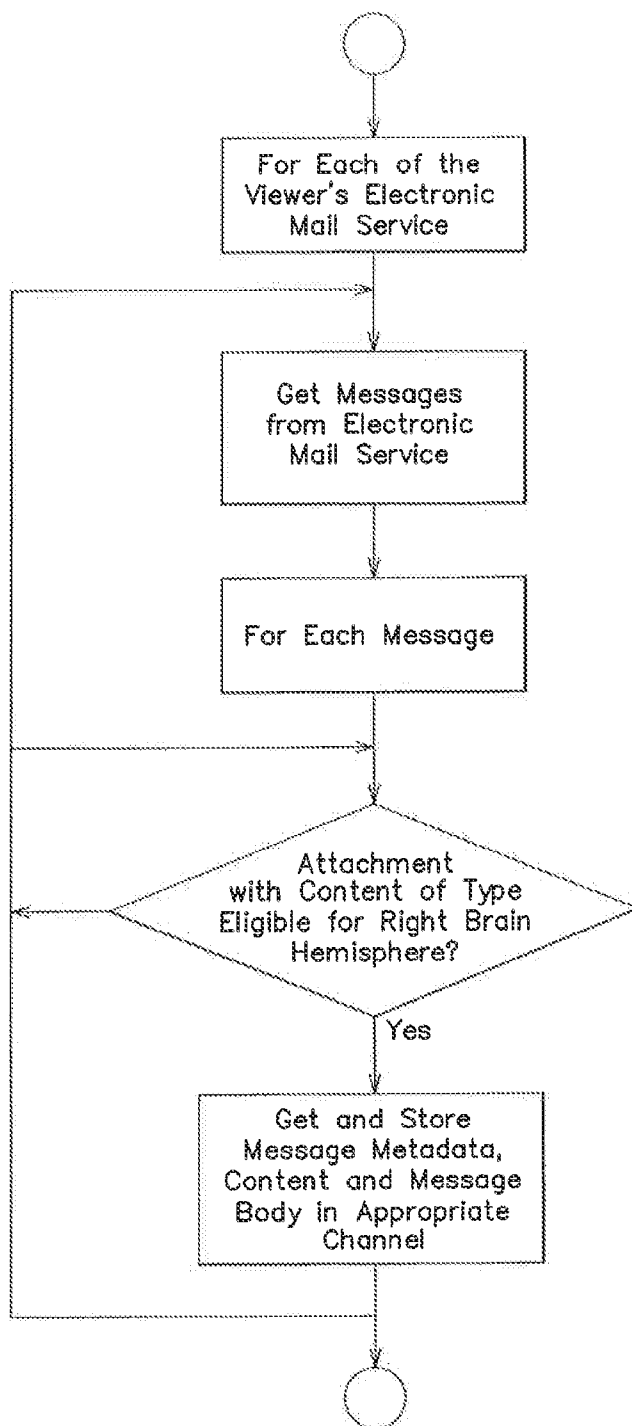 For Each of the
Viewer's Electronic
Mail Service
Get Messages
from Electronic
Mail Service
For Each Message
Attachment
with Content of Type
Eligible for Right Brain
Hemisphere?
Yes
Get and Store
Message Metadata,
Content and Message
Body in Appropriate
Channel